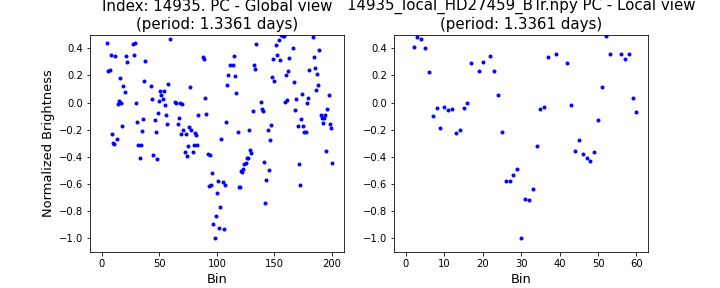 Index: 14935. PC - Global view
(period: 1.3361 days)
14935_local_HD27459_BTr.npy PC - Local view
(period: 1.3361 days)
Normalized Brightness
0.4
0.2
0.0
−0.2
−0.4
−0.6
−0.8
−1.0
0 50 100 150 200
Bin
0.4
0.2
0.0
−0.2
−0.4
−0.6
−0.8
−1.0
0 10 20 30 40 50 60
Bin